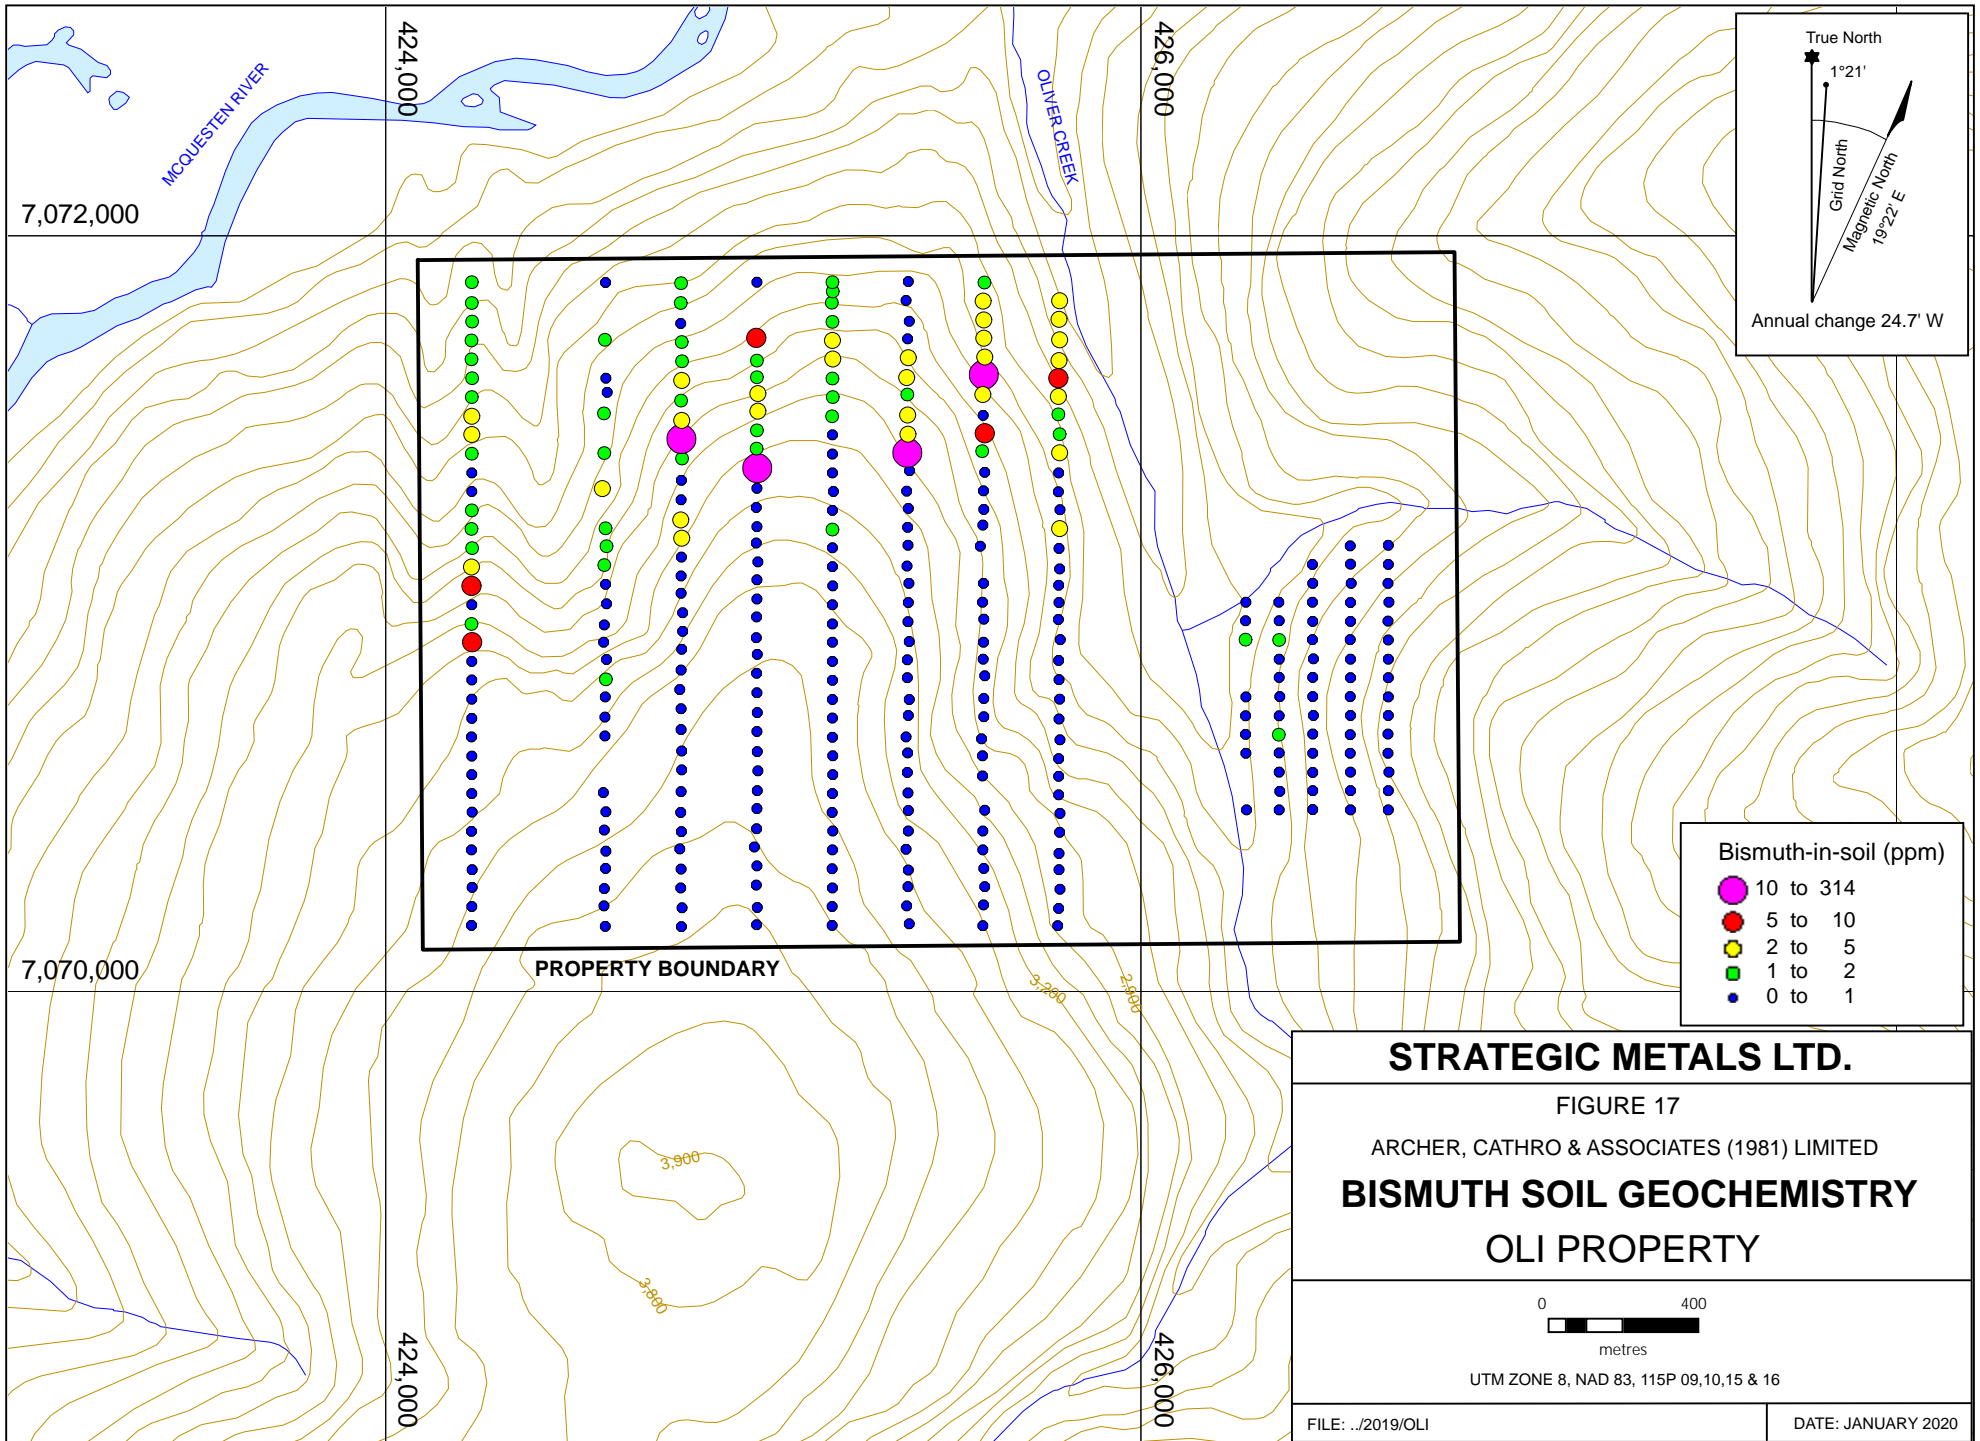 424,000
426,000
MCQUESTEN RIVER
OLIVER CREEK
True North
1°21'
Grid North
Magnetic North
19°22' E
Annual change 24.7' W
7,072,000
7,070,000
PROPERTY BOUNDARY
3,200
2,900
3,900
3,800
424,000
426,000
Bismuth-in-soil (ppm)
10 to 314
5 to 10
2 to 5
1 to 2
0 to 1
STRATEGIC METALS LTD.
FIGURE 17
ARCHER, CATHRO & ASSOCIATES (1981) LIMITED
BISMUTH SOIL GEOCHEMISTRY
OLI PROPERTY
0 400
metres
UTM ZONE 8, NAD 83, 115P 09,10,15 & 16
FILE: ../2019/OLI
DATE: JANUARY 2020